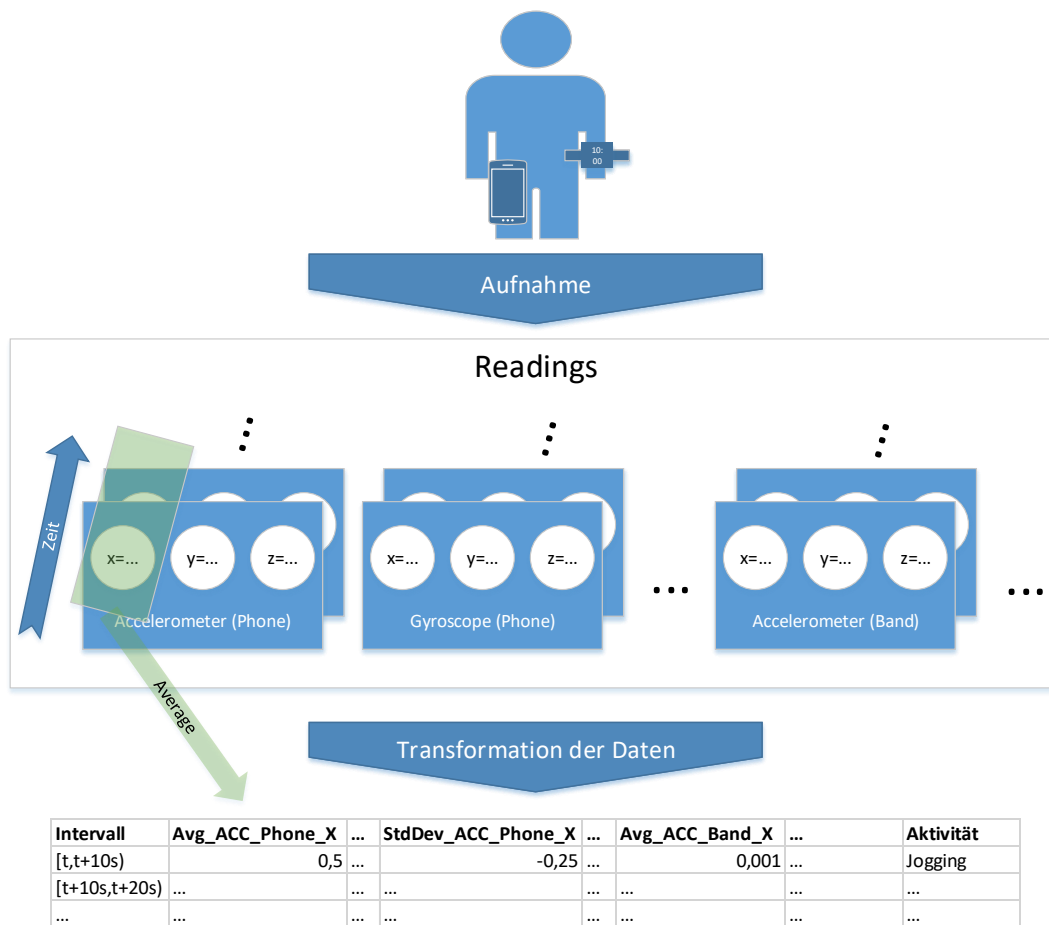 10:
00
Aufnahme
Readings
Zeit
x=... y=... z=...
Accelerometer (Phone)
x=... y=... z=...
Gyroscope (Phone)
...
x=... y=... z=...
Accelerometer (Band)
...
Average
Transformation der Daten
Intervall Avg_ACC_Phone_X ... StdDev_ACC_Phone_X ... Avg_ACC_Band_X ... Aktivität
[t,t+10s) 0,5 ... -0,25 ... 0,001 ... Jogging
[t+10s,t+20s) ... ... ... ... ... ... ...
... ... ... ... ... ... ... ...